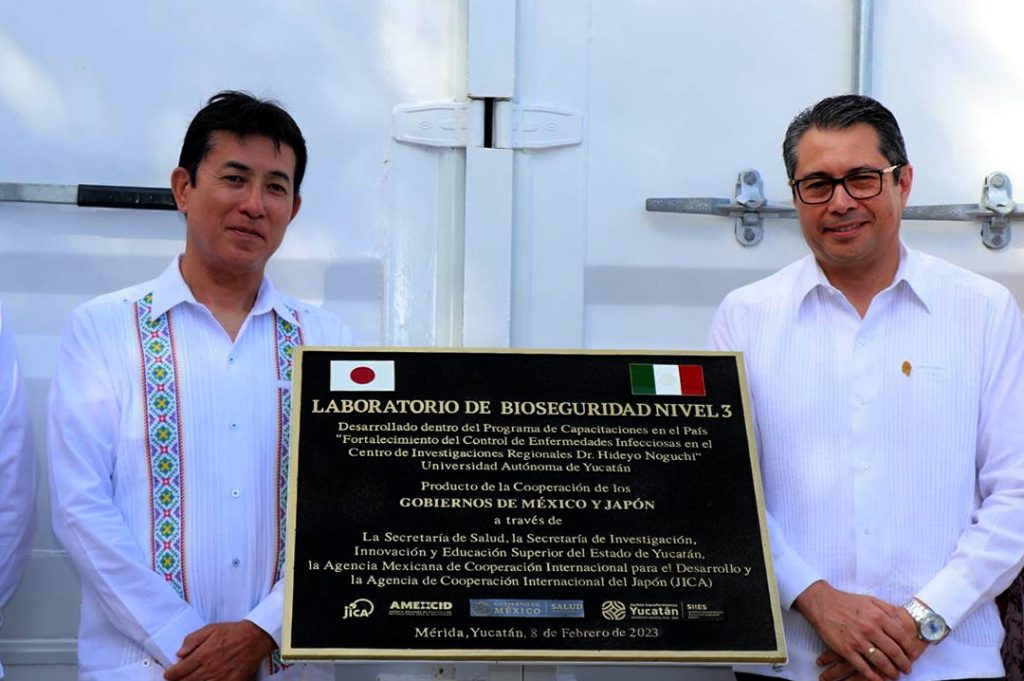 LABORATORIO DE BIOSEGURIDAD NIVEL 3
Desarrollado dentro del Programa de Capacitaciones en el País
"Fortalecimiento del Control de Enfermedades Infecciosas en el
Centro de Investigaciones Regionales Dr. Hideyo Noguchi"
Universidad Autónoma de Yucatán
Producto de la Cooperación de los
GOBIERNOS DE MÉXICO Y JAPÓN
a través de
La Secretaría de Salud, la Secretaría de Investigación,
Innovación y Educación Superior del Estado de Yucatán,
la Agencia Mexicana de Cooperación Internacional para el Desarrollo y
la Agencia de Cooperación Internacional del Japón (JICA)
jica AMEXCID GOBIERNO DE MÉXICO SALUD Yucatán SIIES
Mérida, Yucatán, 8 de Febrero de 2023